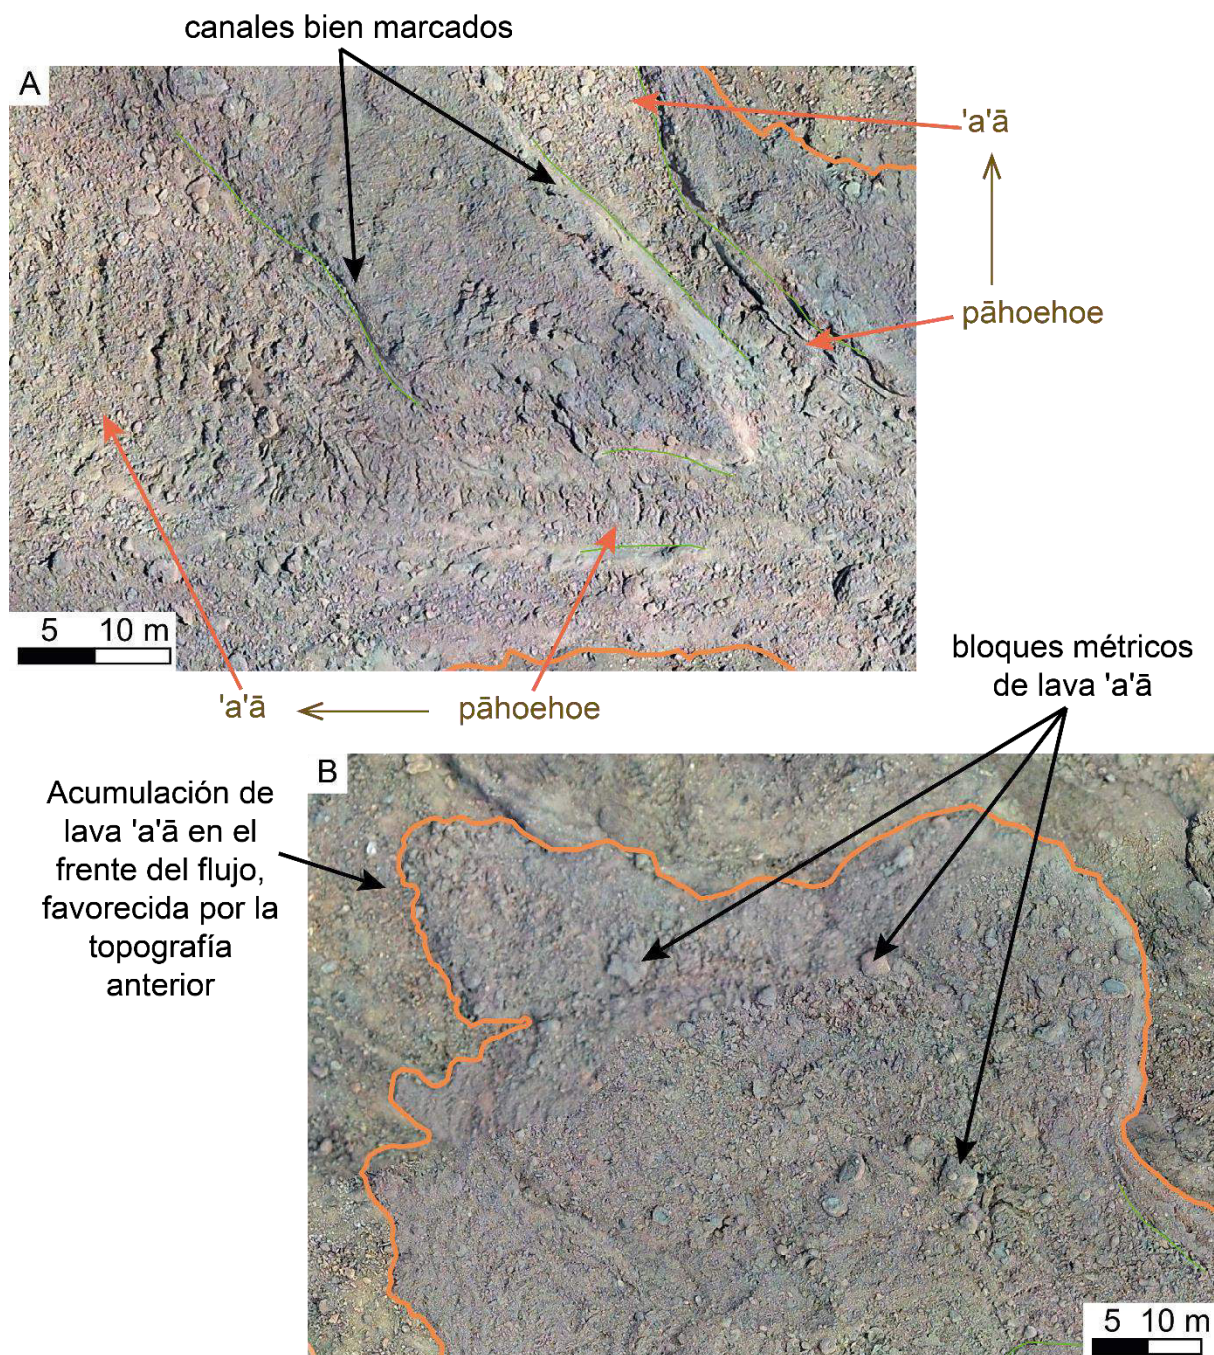 canales bien marcados
A
'a'ā
pāhoehoe
5 10 m
'a'ā
pāhoehoe
bloques métricos
de lava 'a'ā
B
Acumulación de
lava 'a'ā en el
frente del flujo,
favorecida por la
topografía
anterior
5 10 m